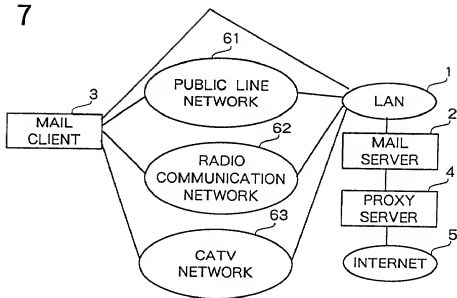 7
61
PUBLIC LINE
NETWORK
3
MAIL
CLIENT
62
RADIO
COMMUNICATION
NETWORK
63
CATV
NETWORK
1
LAN
2
MAIL
SERVER
4
PROXY
SERVER
5
INTERNET